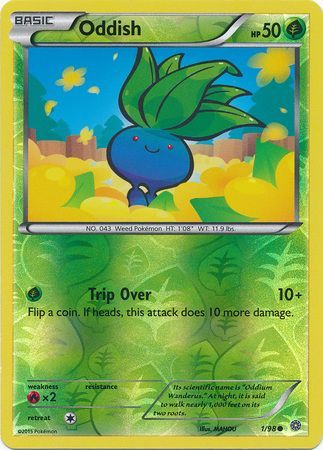 BASIC
Oddish
HP 50
NO. 043 Weed Pokémon HT: 1'08" WT: 11.9 lbs.
Trip Over 10+
Flip a coin. If heads, this attack does 10 more damage.
weakness resistance
×2
retreat
Its scientific name is "Oddium
Wanderus." At night, it is said
to walk nearly 1,000 feet on its
two roots.
©2015 Pokémon
Illus. MAHOU
1/98